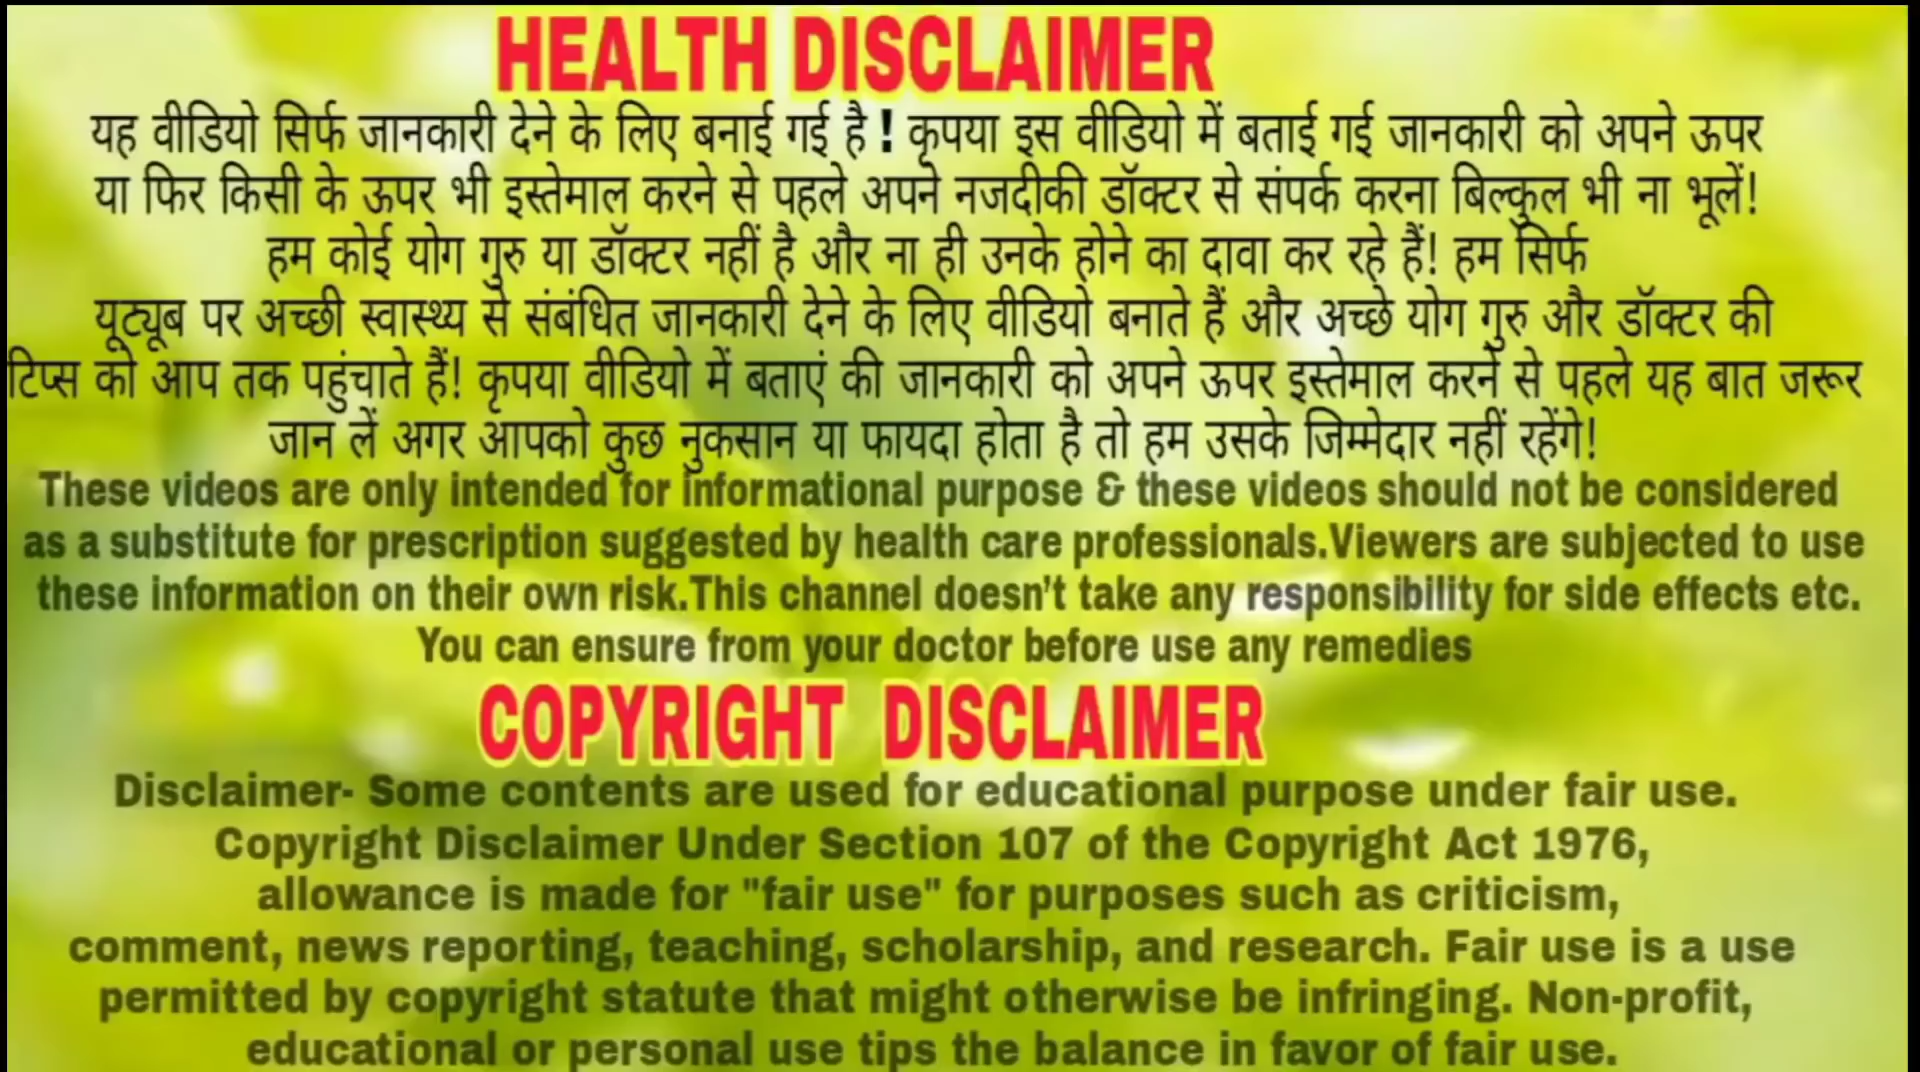 HEALTH DISCLAIMER
यह वीडियो सिर्फ जानकारी देने के लिए बनाई गई है ! कृपया इस वीडियो में बताई गई जानकारी को अपने ऊपर
या फिर किसी के ऊपर भी इस्तेमाल करने से पहले अपने नजदीकी डॉक्टर से संपर्क करना बिल्कुल भी ना भूलें!
हम कोई योग गुरु या डॉक्टर नहीं है और ना ही उनके होने का दावा कर रहे हैं! हम सिर्फ
यूट्यूब पर अच्छी स्वास्थ्य से संबंधित जानकारी देने के लिए वीडियो बनाते हैं और अच्छे योग गुरु और डॉक्टर की
टिप्स को आप तक पहुंचाते हैं! कृपया वीडियो में बताएं की जानकारी को अपने ऊपर इस्तेमाल करने से पहले यह बात जरूर
जान लें अगर आपको कुछ नुकसान या फायदा होता है तो हम उसके जिम्मेदार नहीं रहेंगे!
These videos are only intended for informational purpose & these videos should not be considered
as a substitute for prescription suggested by health care professionals.Viewers are subjected to use
these information on their own risk.This channel doesn't take any responsibility for side effects etc.
You can ensure from your doctor before use any remedies
COPYRIGHT DISCLAIMER
Disclaimer- Some contents are used for educational purpose under fair use.
Copyright Disclaimer Under Section 107 of the Copyright Act 1976,
allowance is made for "fair use" for purposes such as criticism,
comment, news reporting, teaching, scholarship, and research. Fair use is a use
permitted by copyright statute that might otherwise be infringing. Non-profit,
educational or personal use tips the balance in favor of fair use.